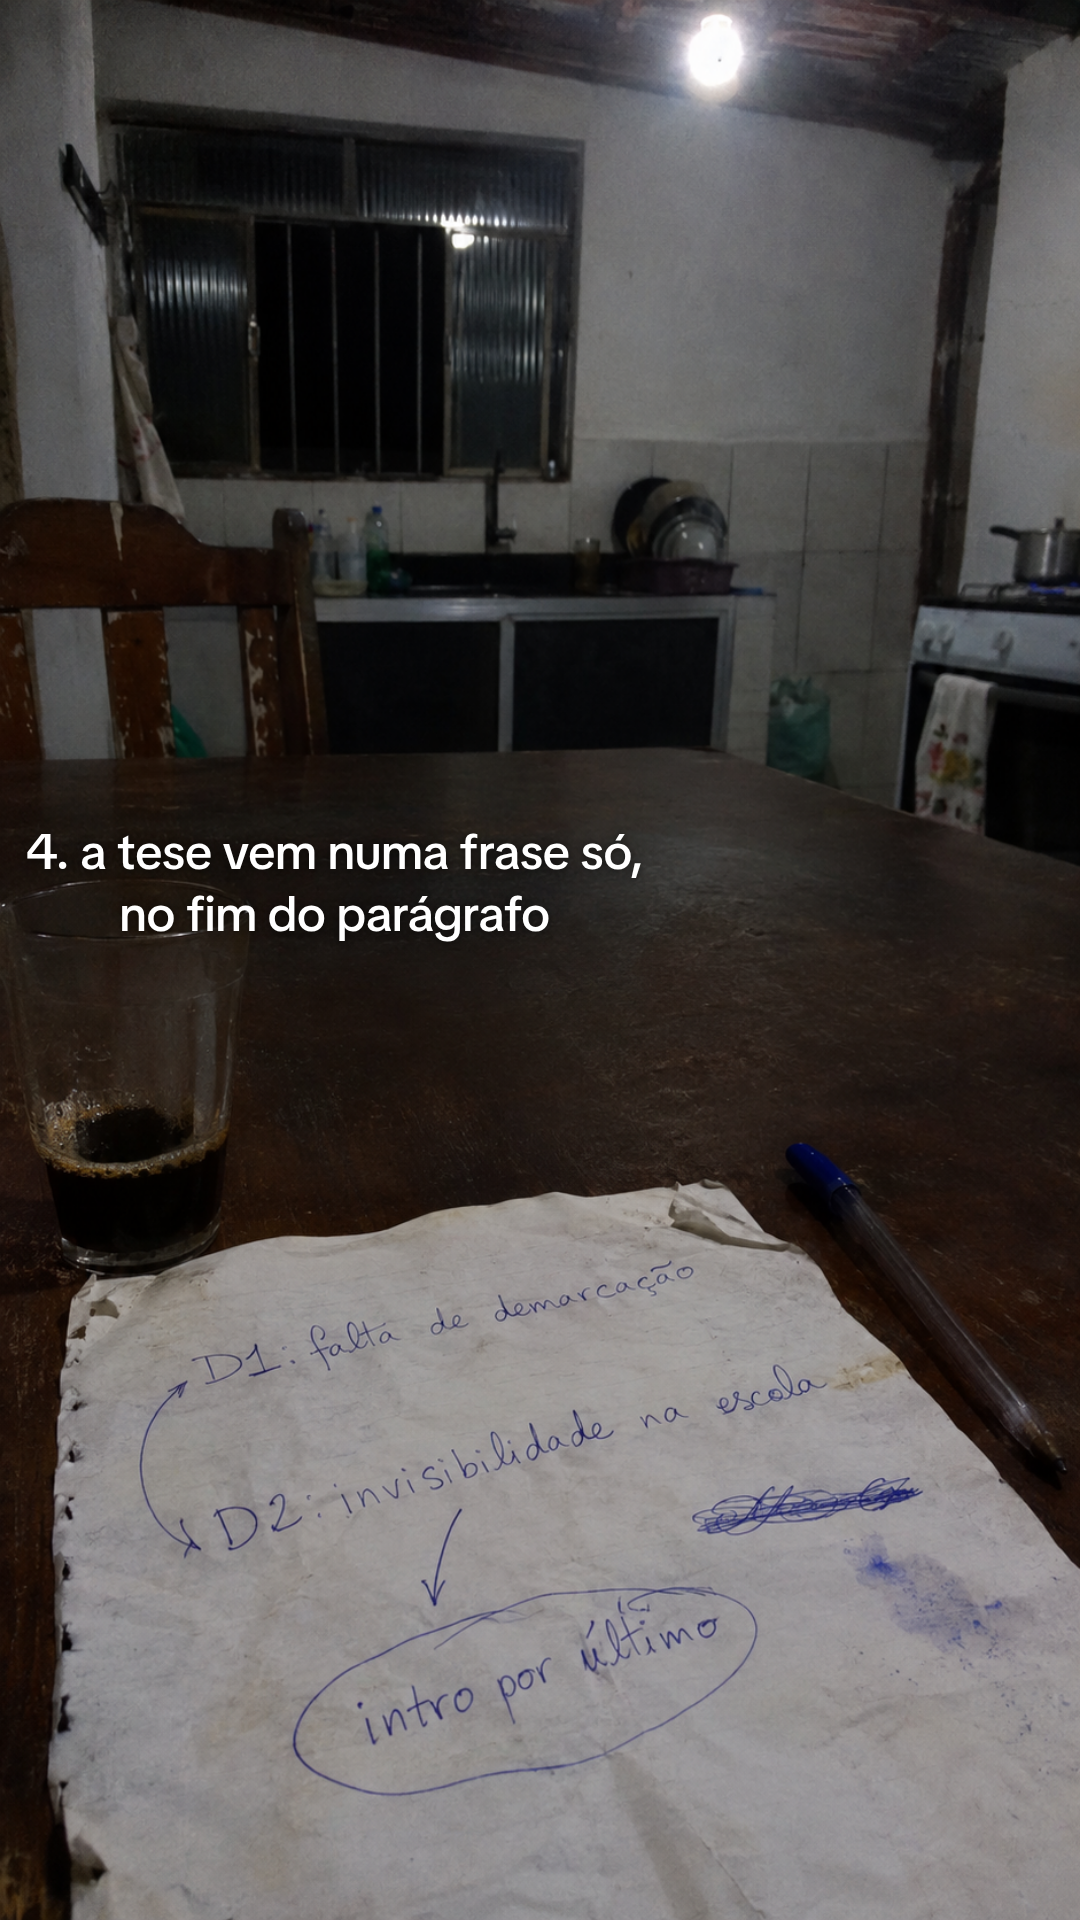 4. a tese vem numa frase só,
no fim do parágrafo
D1: falta de demarcação
D2: invisibilidade na escola
intro por último